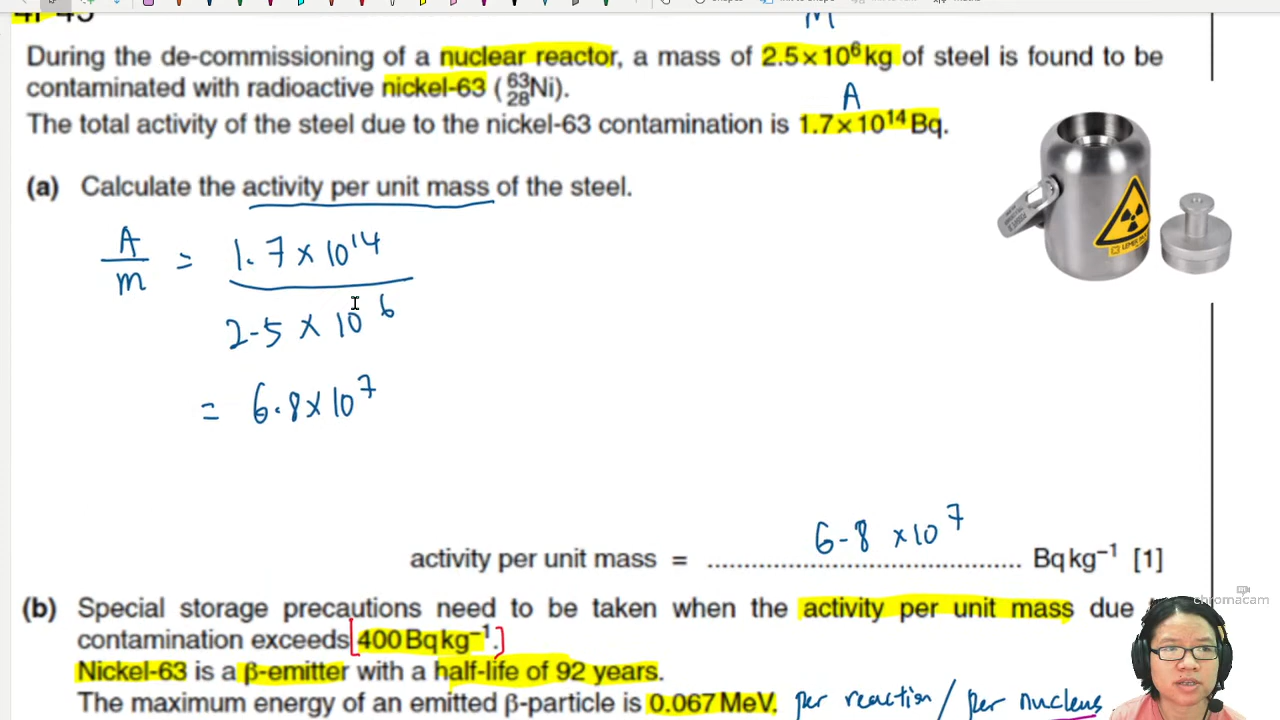 M
During the de-commissioning of a nuclear reactor, a mass of 2.5×10⁶ kg of steel is found to be
contaminated with radioactive nickel-63 (⁶³₂₈Ni).
A
The total activity of the steel due to the nickel-63 contamination is 1.7×10¹⁴ Bq.
(a) Calculate the activity per unit mass of the steel.
A/m = 1.7 × 10¹⁴
2.5 × 10⁶
= 6.8 × 10⁷
6.8 × 10⁷
activity per unit mass = .......................................... Bq kg⁻¹ [1]
(b) Special storage precautions need to be taken when the activity per unit mass due
contamination exceeds [400 Bq kg⁻¹.]
Nickel-63 is a β-emitter with a half-life of 92 years.
The maximum energy of an emitted β-particle is 0.067 MeV. per reaction / per nucleus
chromacam